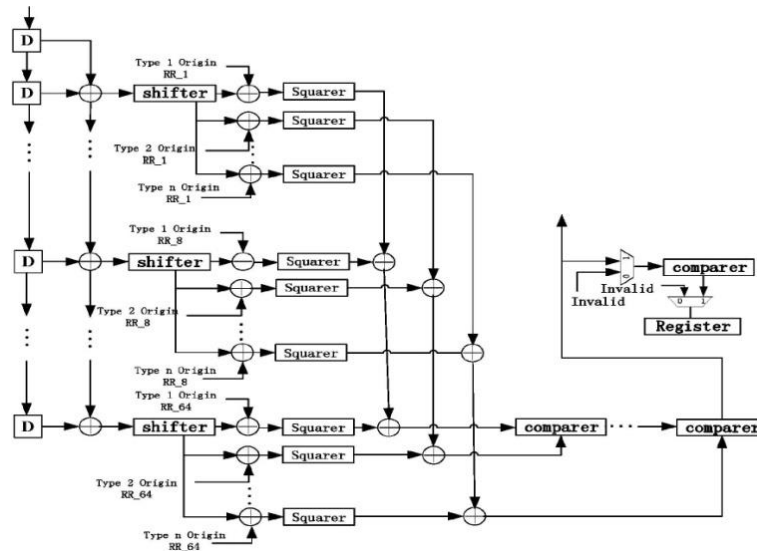 D
Type 1 Origin
RR_1
D
shifter
Squarer
Squarer
Type 2 Origin
RR_1
Squarer
Type n Origin
RR_1
Type 1 Origin
RR_8
D
shifter
Squarer
1
0
comparer
Squarer
Invalid
Invalid
0 1
Type 2 Origin
RR_8
Register
Squarer
Type n Origin
RR_8
Type 1 Origin
RR_64
D
shifter
Squarer
comparer
comparer
Squarer
Type 2 Origin
RR_64
Squarer
Type n Origin
RR_64